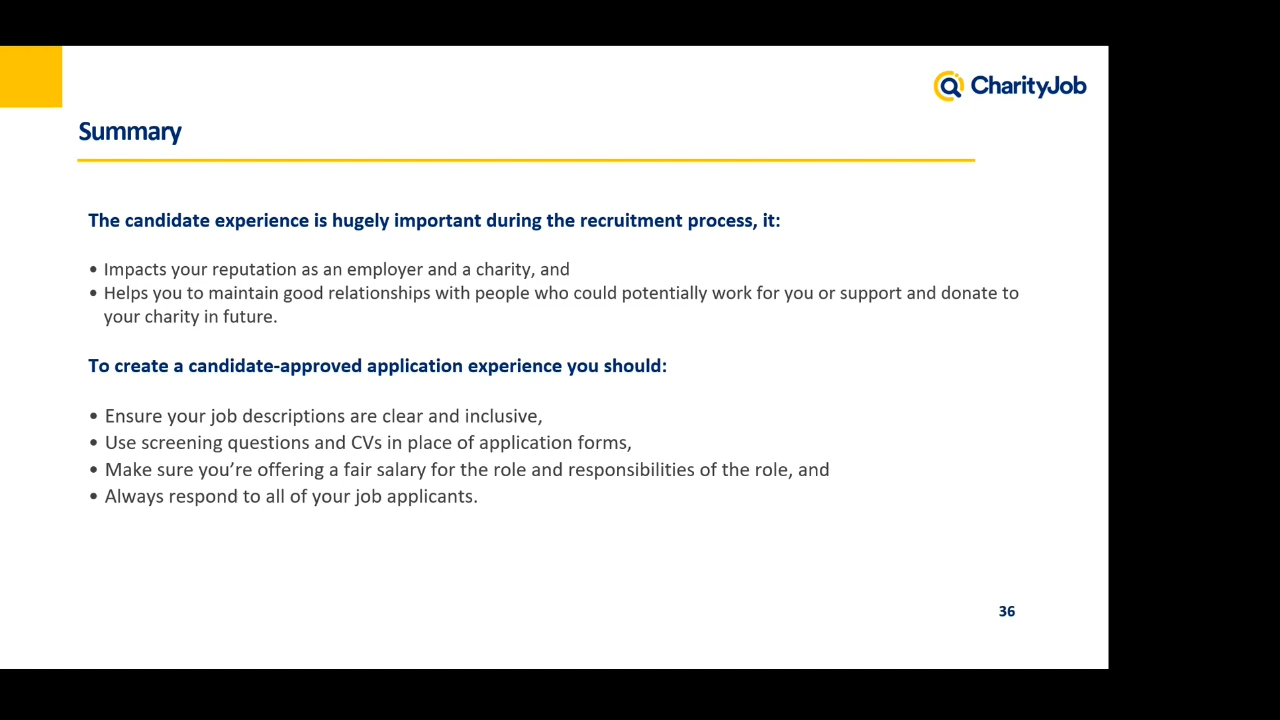 CharityJob
Summary
The candidate experience is hugely important during the recruitment process, it:
• Impacts your reputation as an employer and a charity, and
• Helps you to maintain good relationships with people who could potentially work for you or support and donate to
your charity in future.
To create a candidate-approved application experience you should:
• Ensure your job descriptions are clear and inclusive,
• Use screening questions and CVs in place of application forms,
• Make sure you’re offering a fair salary for the role and responsibilities of the role, and
• Always respond to all of your job applicants.
36